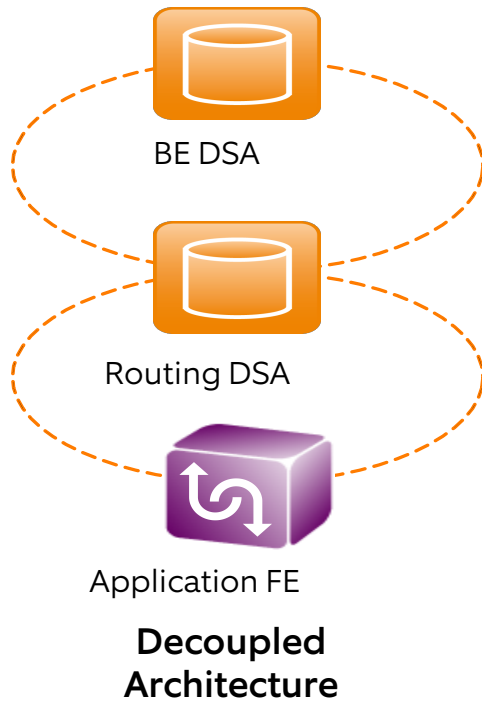 BE DSA
Routing DSA
Application FE
Decoupled
Architecture